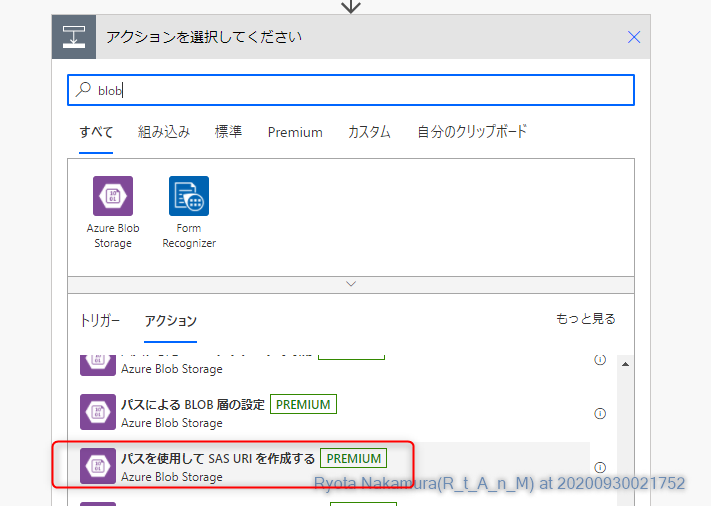 アクションを選択してください
blob
すべて 組み込み 標準 Premium カスタム 自分のクリップボード
Azure Blob Storage
Form Recognizer
トリガー アクション もっと見る
Azure Blob Storage
パスによる BLOB 層の設定 PREMIUM
Azure Blob Storage
パスを使用して SAS URI を作成する PREMIUM
Azure Blob Storage
Ryota Nakamura(R_t_A_n_M) at 20200930021752